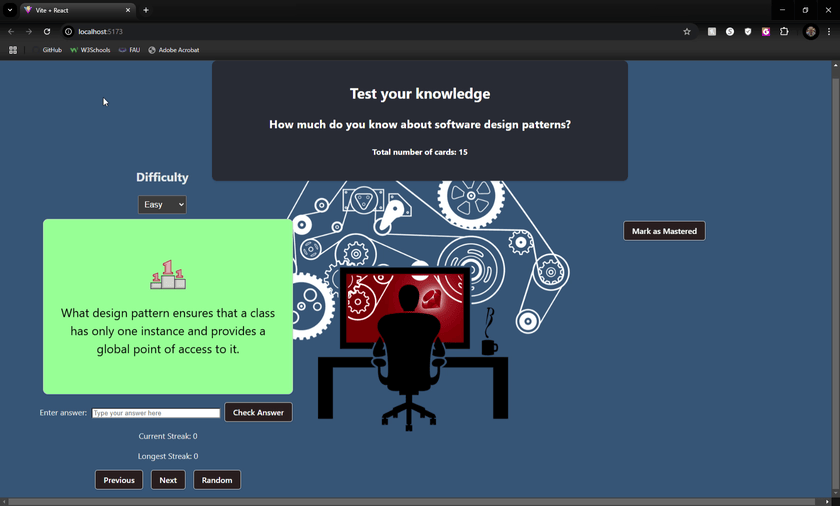 Vite + React
localhost:5173
GitHub
W3Schools
FAU
Adobe Acrobat
Test your knowledge
How much do you know about software design patterns?
Total number of cards: 15
Difficulty
Easy
Mark as Mastered
1 1 1
What design pattern ensures that a class
has only one instance and provides a
global point of access to it.
Enter answer: Type your answer here Check Answer
Current Streak: 0
Longest Streak: 0
Previous Next Random